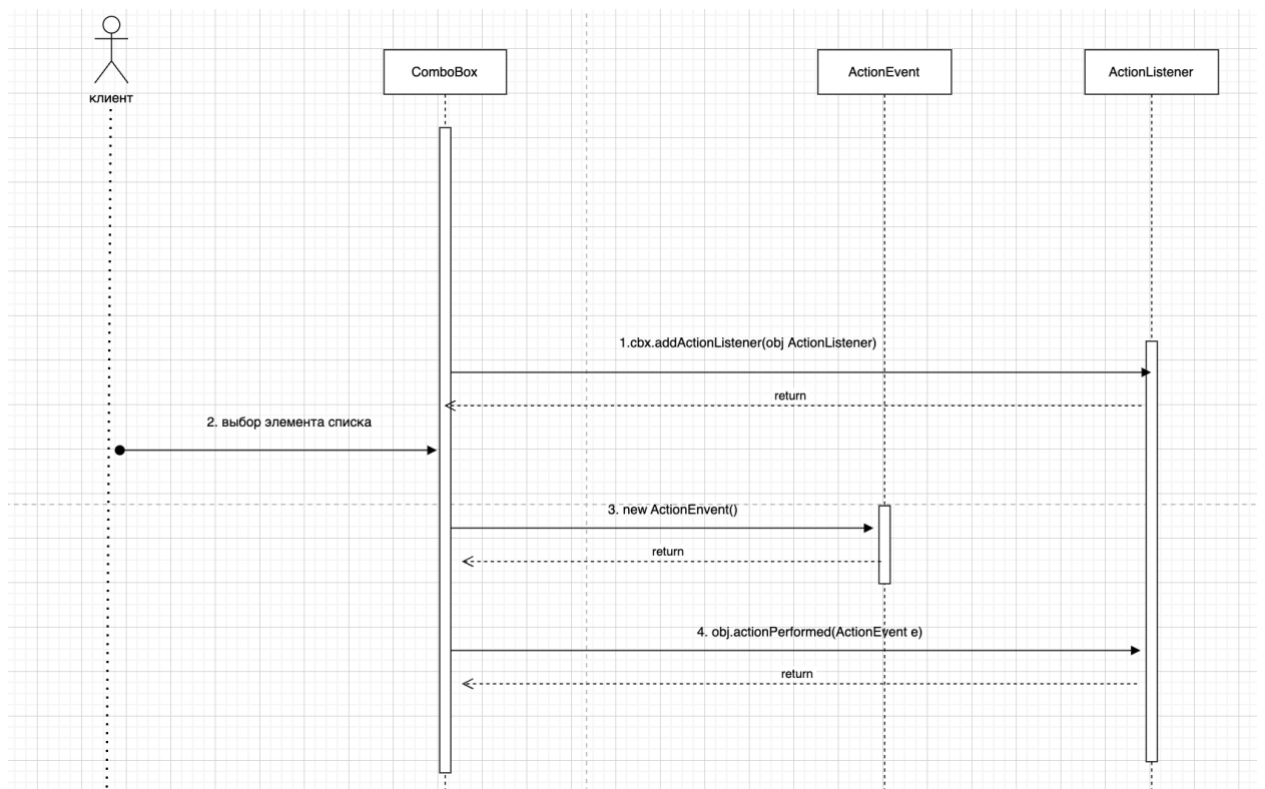 клиент
ComboBox
ActionEvent
ActionListener
1.cbx.addActionListener(obj ActionListener)
return
2. выбор элемента списка
3. new ActionEnvent()
return
4. obj.actionPerformed(ActionEvent e)
return